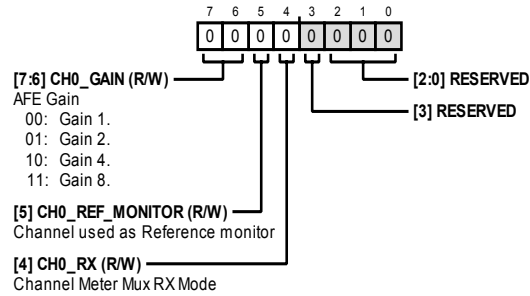 7 6 5 4 3 2 1 0
0 0 0 0 0 0 0 0
[7:6] CH0_GAIN (R/W)
AFE Gain
00: Gain 1.
01: Gain 2.
10: Gain 4.
11: Gain 8.
[5] CH0_REF_MONITOR (R/W)
Channel used as Reference monitor
[4] CH0_RX (R/W)
Channel Meter Mux RX Mode
[2:0] RESERVED
[3] RESERVED